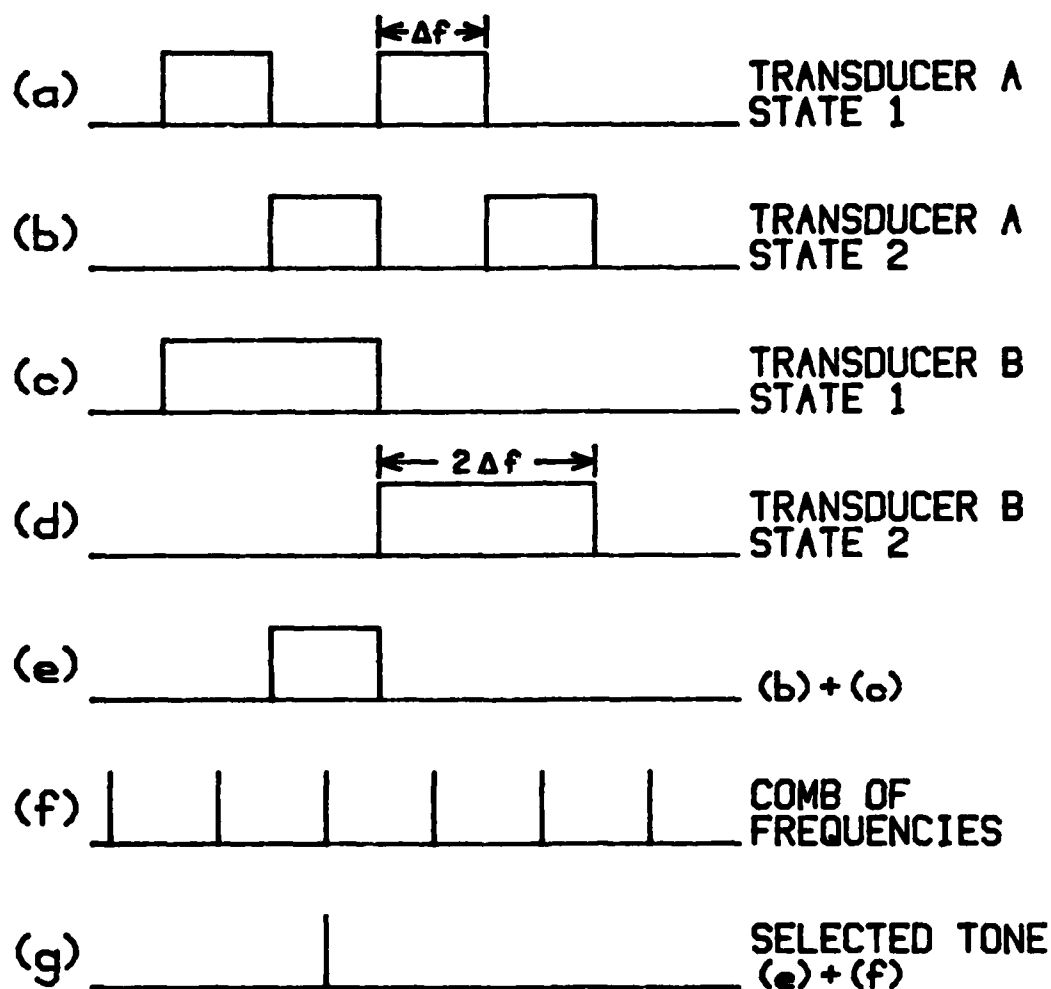 Δf
(a)
TRANSDUCER A
STATE 1
(b)
TRANSDUCER A
STATE 2
(c)
TRANSDUCER B
STATE 1
2Δf
(d)
TRANSDUCER B
STATE 2
(e)
(b)+(c)
(f)
COMB OF
FREQUENCIES
(g)
SELECTED TONE
(e)+(f)